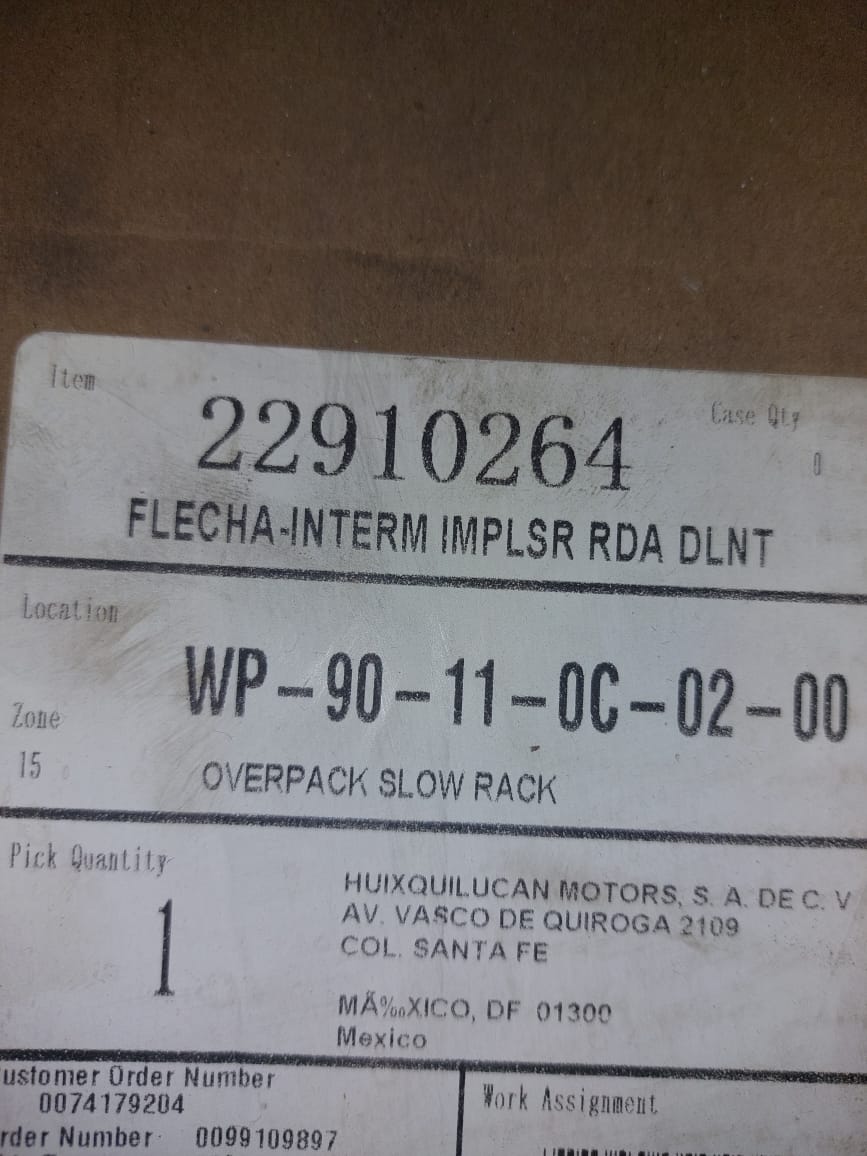 Item
Case Qty
22910264
0
FLECHA-INTERM IMPLSR RDA DLNT
Location
WP-90-11-0C-02-00
Zone
15
OVERPACK SLOW RACK
Pick Quantity
1
HUIXQUILUCAN MOTORS, S. A. DE C. V
AV. VASCO DE QUIROGA 2109
COL. SANTA FE
MÃ‰XICO, DF 01300
Mexico
ustomer Order Number
0074179204
rder Number 0099109897
Work Assignment